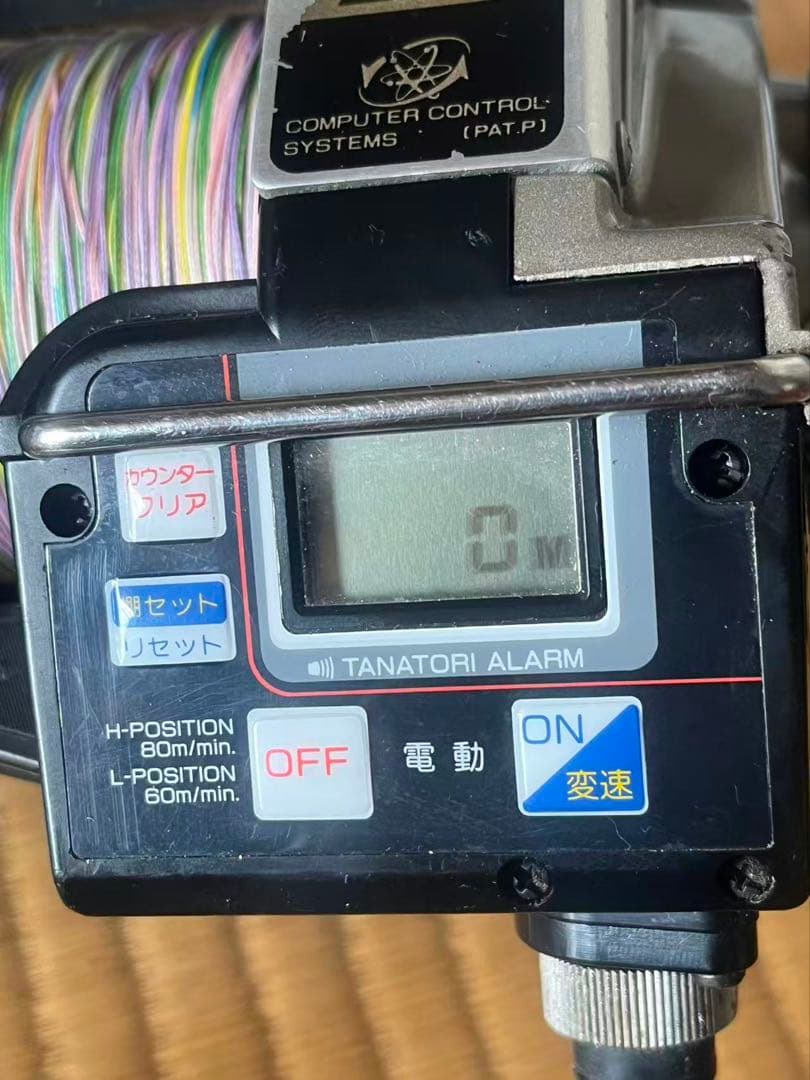 COMPUTER CONTROL
SYSTEMS (PAT.P)
カウンター
クリア
0 M
棚セット
リセット
TANATORI ALARM
H-POSITION
80m/min.
L-POSITION
60m/min.
OFF
電動
ON
変速